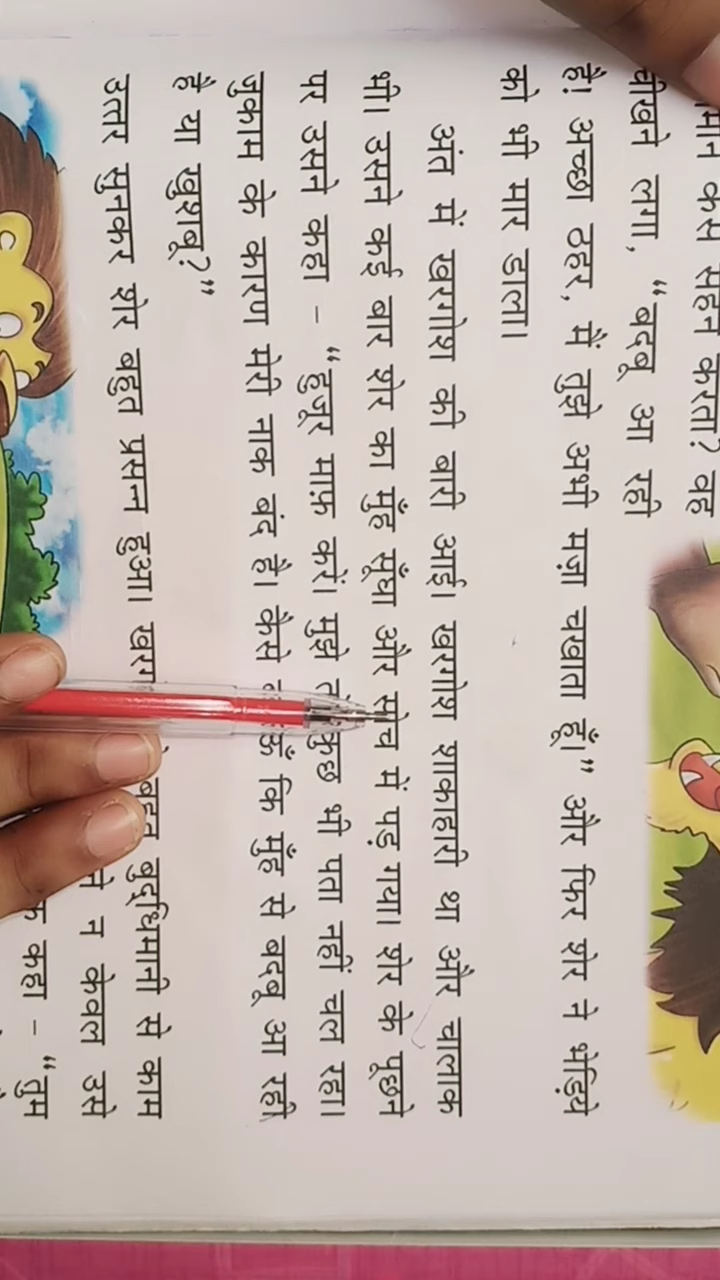 कैसे सहन करता? वह
चीखने लगा, “बदबू आ रही
है! अच्छा ठहर, मैं तुझे अभी मज़ा चखाता हूँ।” और फिर शेर ने भेड़िये
को भी मार डाला।
अंत में खरगोश की बारी आई। खरगोश शाकाहारी था और चालाक
भी। उसने कई बार शेर का मुँह सूँघा और सोच में पड़ गया। शेर के पूछने
पर उसने कहा – “हुजूर माफ़ करें। मुझे कुछ भी पता नहीं चल रहा।
जुकाम के कारण मेरी नाक बंद है। कैसे कि मुँह से बदबू आ रही
है या खुशबू?”
उत्तर सुनकर शेर बहुत प्रसन्न हुआ। बुद्धिमानी से काम
न केवल उसे
कहा – “तुम